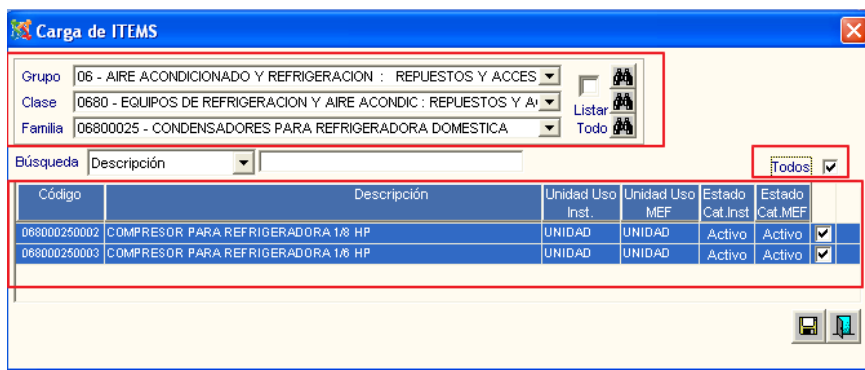 Carga de ITEMS
Grupo 06 - AIRE ACONDICIONADO Y REFRIGERACION : REPUESTOS Y ACCES
Clase 0680 - EQUIPOS DE REFRIGERACION Y AIRE ACONDIC : REPUESTOS Y A
Familia 06800025 - CONDENSADORES PARA REFRIGERADORA DOMESTICA
Listar
Todo
Búsqueda Descripción Todos
Código Descripción Unidad Uso Unidad Uso Estado Estado
Inst. MEF Cat.Inst Cat.MEF
068000250002 COMPRESOR PARA REFRIGERADORA 1/8 HP UNIDAD UNIDAD Activo Activo
068000250003 COMPRESOR PARA REFRIGERADORA 1/6 HP UNIDAD UNIDAD Activo Activo